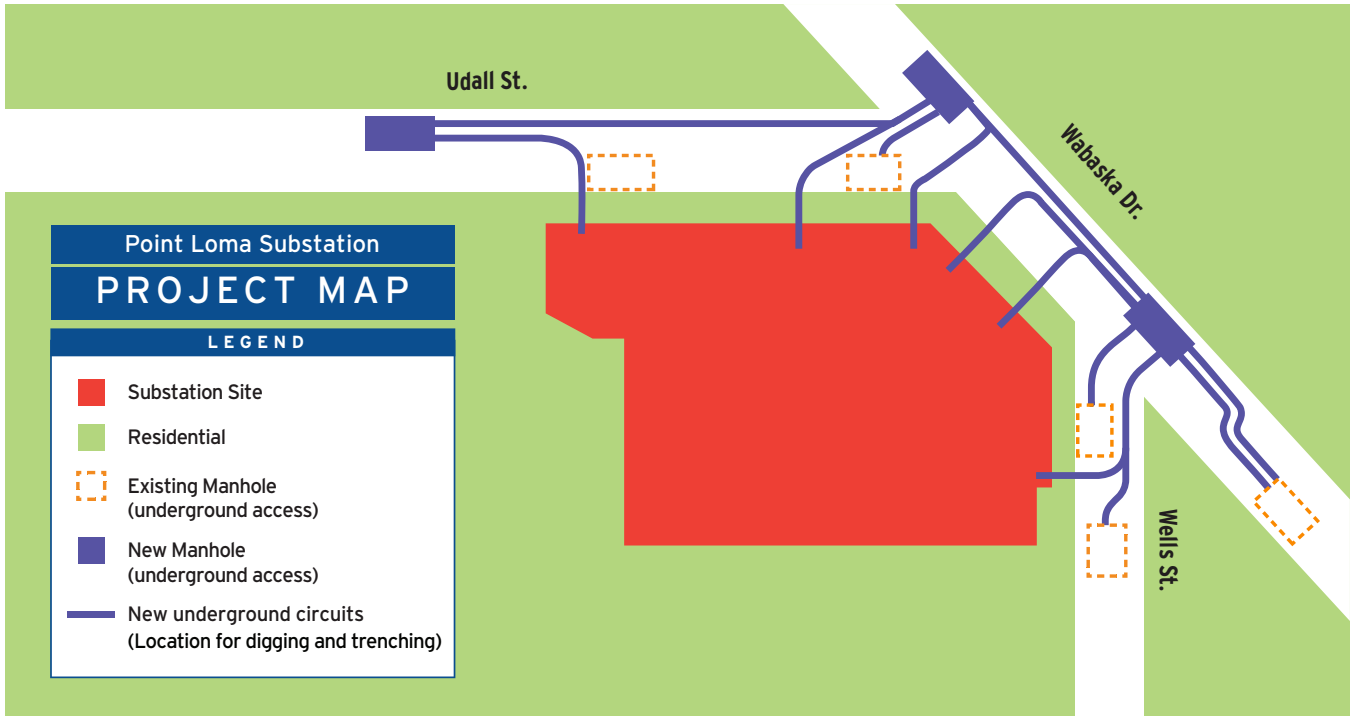 Udall St.
Wabaska Dr.
Point Loma Substation
PROJECT MAP
LEGEND
Substation Site
Residential
Existing Manhole
(underground access)
New Manhole
(underground access)
New underground circuits
(Location for digging and trenching)
Wells St.